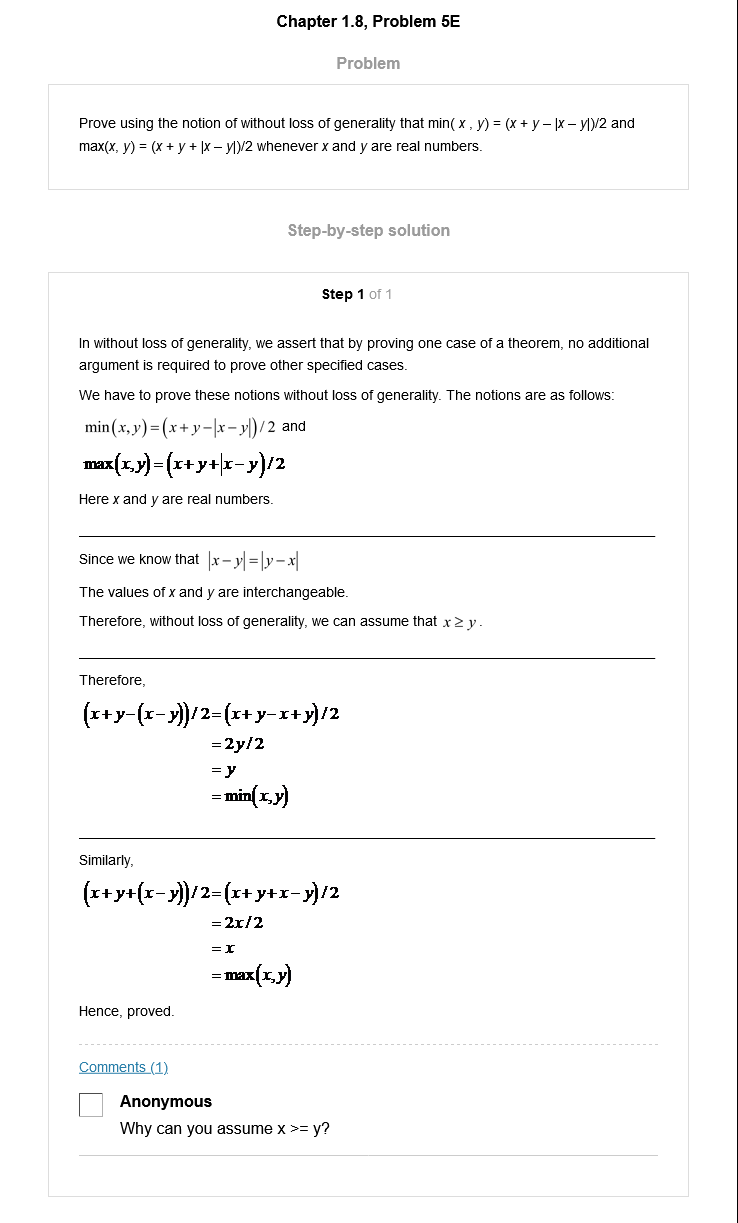 Chapter 1.8, Problem 5E
Problem
Prove using the notion of without loss of generality that min( x , y) = (x + y – |x – y|)/2 and
max(x, y) = (x + y + |x – y|)/2 whenever x and y are real numbers.
Step-by-step solution
Step 1 of 1
In without loss of generality, we assert that by proving one case of a theorem, no additional
argument is required to prove other specified cases.
We have to prove these notions without loss of generality. The notions are as follows:
min(x,y)=(x+y−|x−y|)/2 and
max(x,y)=(x+y+|x−y)/2
Here x and y are real numbers.
Since we know that |x−y|=|y−x|
The values of x and y are interchangeable.
Therefore, without loss of generality, we can assume that x≥y.
Therefore,
(x+y−(x−y))/2=(x+y−x+y)/2
=2y/2
=y
=min(x,y)
Similarly,
(x+y+(x−y))/2=(x+y+x−y)/2
=2x/2
=x
=max(x,y)
Hence, proved.
Comments (1)
Anonymous
Why can you assume x >= y?